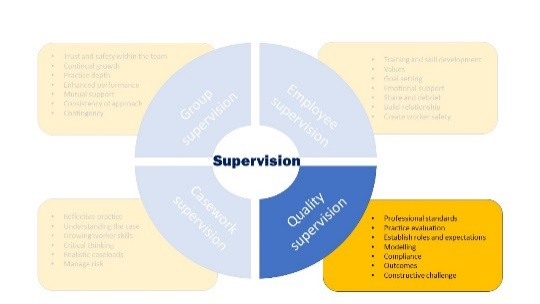 Trust and safety within the team
Continual growth
Practice depth
Enhanced performance
Mutual support
Consistency of approach
Contingency
Group
supervision
Employee
supervision
Training and skill development
Values
Goal setting
Emotional support
Share and debrief
Build relationship
Create worker safety
Supervision
Casework
supervision
Quality
supervision
Reflective practice
Understanding the case
Growing worker skills
Critical thinking
Realistic caseloads
Manage risk
Professional standards
Practice evaluation
Establish roles and expectations
Modelling
Compliance
Outcomes
Constructive challenge